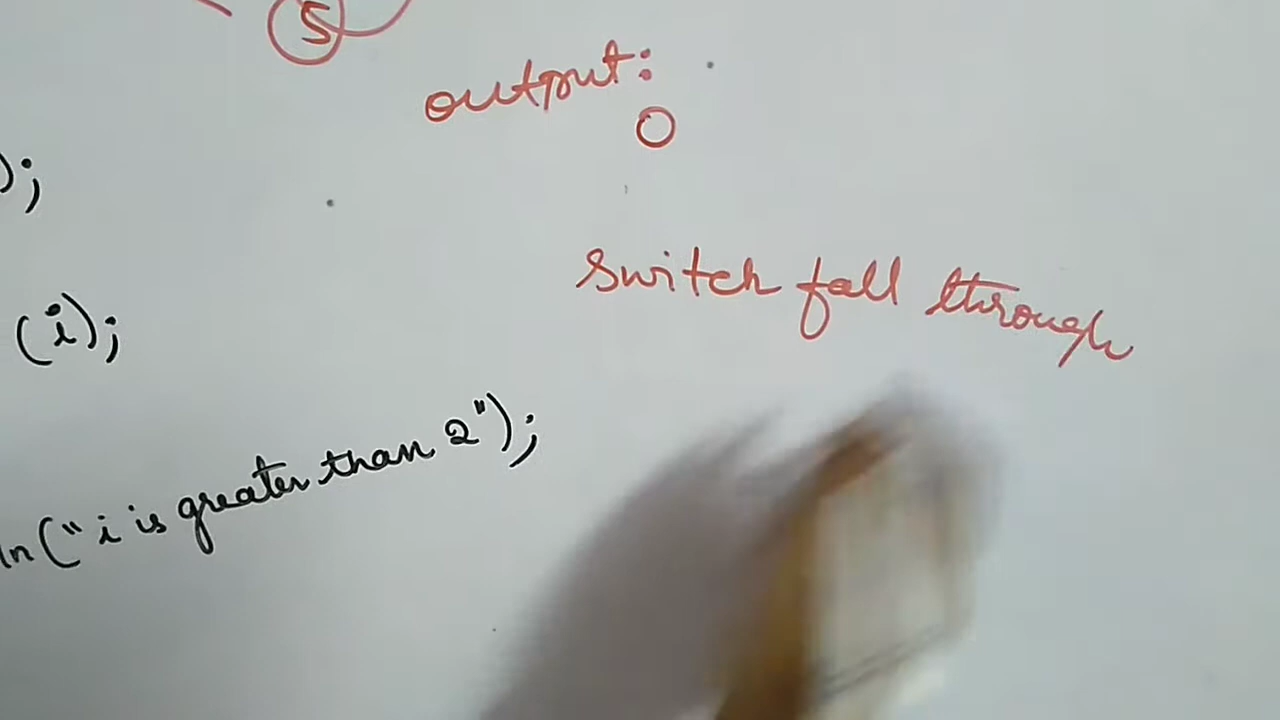 5
output:
0
);
switch fall through
(i);
ln("i is greater than 2");